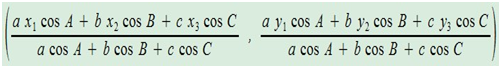 ( (a x₁ cos A + b x₂ cos B + c x₃ cos C) / (a cos A + b cos B + c cos C) , (a y₁ cos A + b y₂ cos B + c y₃ cos C) / (a cos A + b cos B + c cos C) )